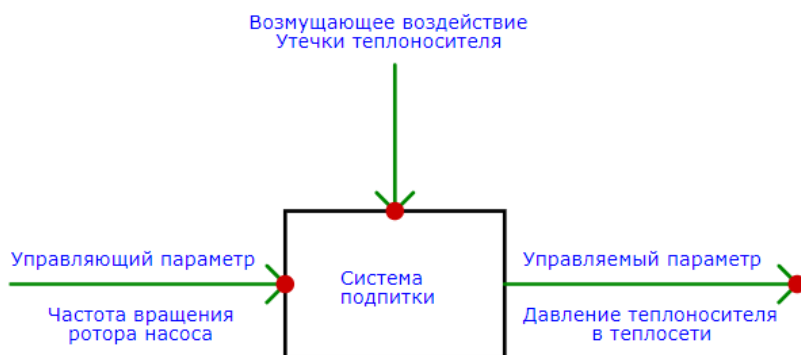 Возмущающее воздействие
Утечки теплоносителя
Управляющий параметр
Частота вращения
ротора насоса
Система
подпитки
Управляемый параметр
Давление теплоносителя
в теплосети